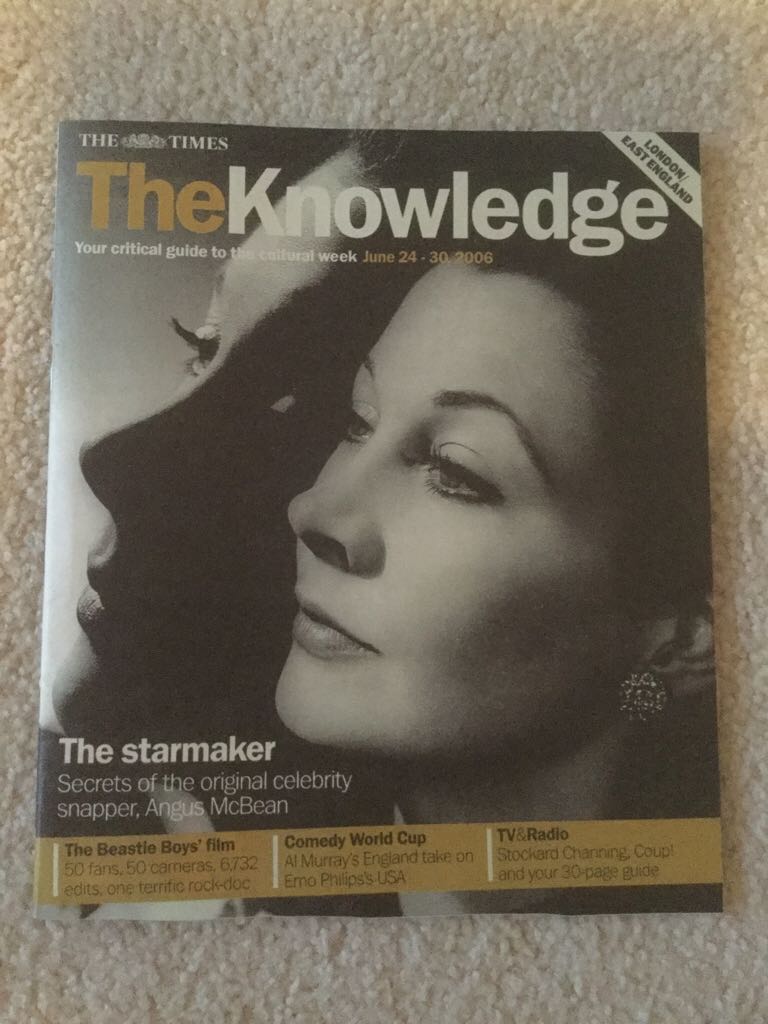 THE TIMES
LONDON/
EAST ENGLAND
TheKnowledge
Your critical guide to the cultural week June 24 - 30, 2006
The starmaker
Secrets of the original celebrity
snapper, Angus McBean
The Beastie Boys' film
50 fans, 50 cameras, 6,732
edits, one terrific rock-doc
Comedy World Cup
Al Murray's England take on
Emo Philips's USA
TV&Radio
Stockard Channing, Coup!
and your 30-page guide